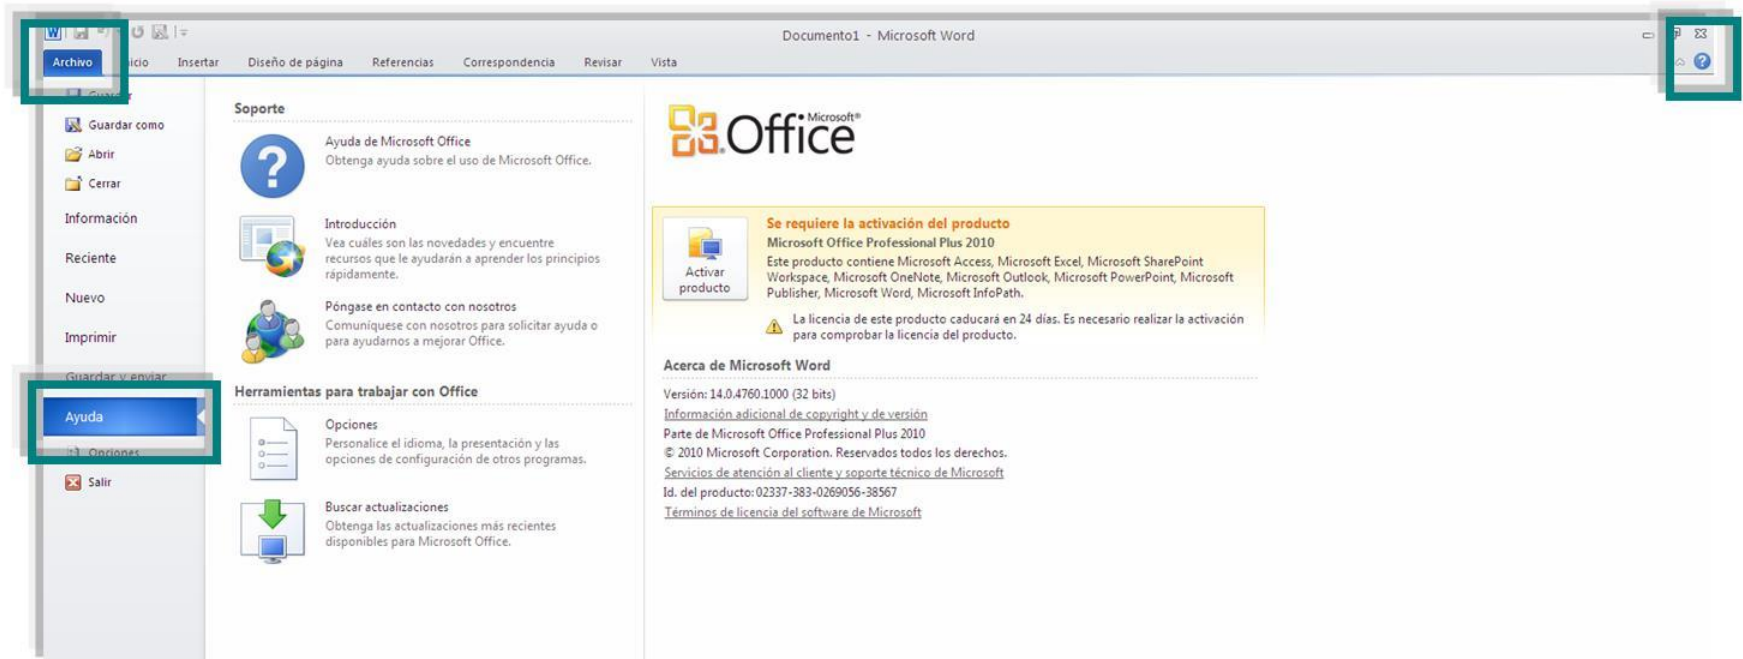 Documento1 - Microsoft Word
Archivo Inicio Insertar Diseño de página Referencias Correspondencia Revisar Vista
Guardar
Guardar como
Abrir
Cerrar
Información
Reciente
Nuevo
Imprimir
Guardar y enviar
Ayuda
Opciones
Salir
Soporte
Ayuda de Microsoft Office
Obtenga ayuda sobre el uso de Microsoft Office.
Introducción
Vea cuáles son las novedades y encuentre
recursos que le ayudarán a aprender los principios
rápidamente.
Póngase en contacto con nosotros
Comuníquese con nosotros para solicitar ayuda o
para ayudarnos a mejorar Office.
Herramientas para trabajar con Office
Opciones
Personalice el idioma, la presentación y las
opciones de configuración de otros programas.
Buscar actualizaciones
Obtenga las actualizaciones más recientes
disponibles para Microsoft Office.
Microsoft®
Office
Activar
producto
Se requiere la activación del producto
Microsoft Office Professional Plus 2010
Este producto contiene Microsoft Access, Microsoft Excel, Microsoft SharePoint
Workspace, Microsoft OneNote, Microsoft Outlook, Microsoft PowerPoint, Microsoft
Publisher, Microsoft Word, Microsoft InfoPath.
La licencia de este producto caducará en 24 días. Es necesario realizar la activación
para comprobar la licencia del producto.
Acerca de Microsoft Word
Versión: 14.0.4760.1000 (32 bits)
Información adicional de copyright y de versión
Parte de Microsoft Office Professional Plus 2010
© 2010 Microsoft Corporation. Reservados todos los derechos.
Servicios de atención al cliente y soporte técnico de Microsoft
Id. del producto: 02337-383-0269056-38567
Términos de licencia del software de Microsoft